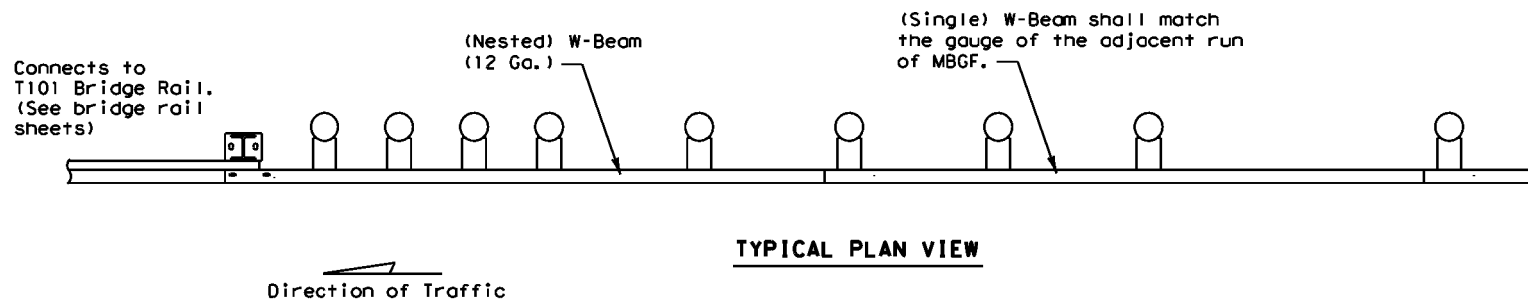 Connects to
T101 Bridge Rail.
(See bridge rail
sheets)
(Nested) W-Beam
(12 Ga.)
(Single) W-Beam shall match
the gauge of the adjacent run
of MBGF.
TYPICAL PLAN VIEW
Direction of Traffic